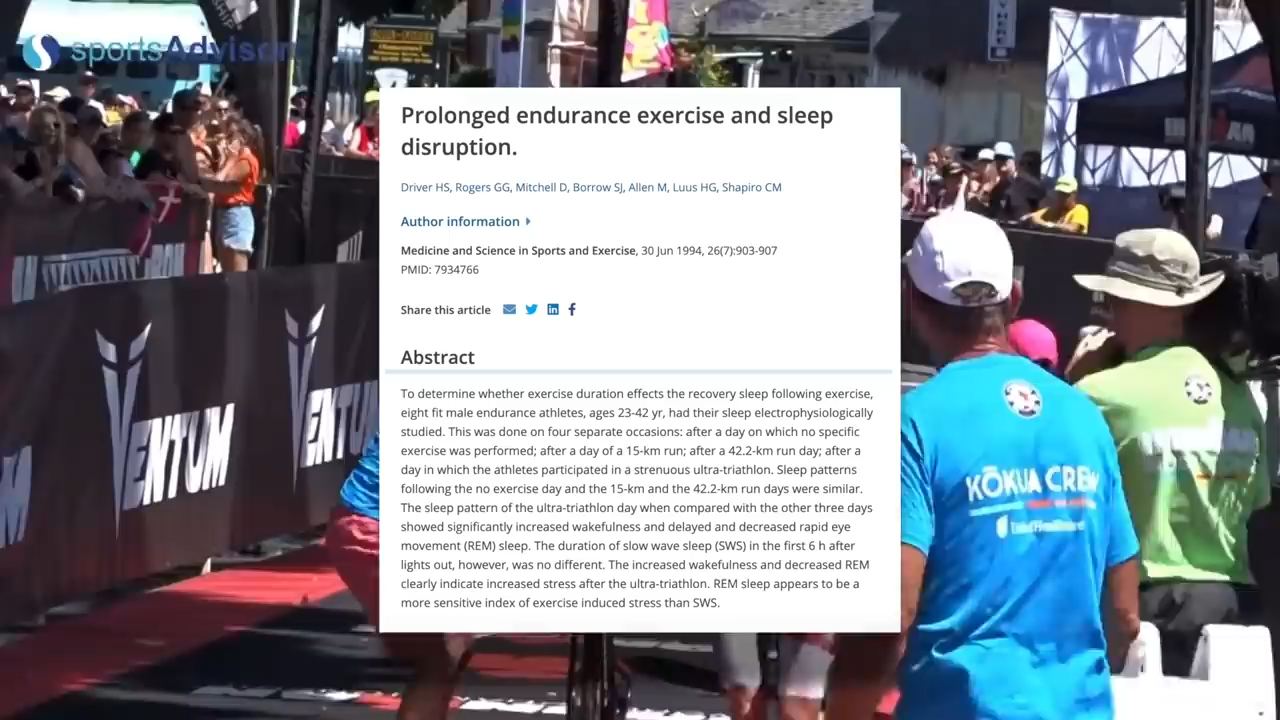 sportsAdvisor
Prolonged endurance exercise and sleep
disruption.
Driver HS, Rogers GG, Mitchell D, Borrow SJ, Allen M, Luus HG, Shapiro CM
Author information
Medicine and Science in Sports and Exercise, 30 Jun 1994, 26(7):903-907
PMID: 7934766
Share this article
Abstract
To determine whether exercise duration effects the recovery sleep following exercise,
eight fit male endurance athletes, ages 23-42 yr, had their sleep electrophysiologically
studied. This was done on four separate occasions: after a day on which no specific
exercise was performed; after a day of a 15-km run; after a 42.2-km run day; after a
day in which the athletes participated in a strenuous ultra-triathlon. Sleep patterns
following the no exercise day and the 15-km and the 42.2-km run days were similar.
The sleep pattern of the ultra-triathlon day when compared with the other three days
showed significantly increased wakefulness and delayed and decreased rapid eye
movement (REM) sleep. The duration of slow wave sleep (SWS) in the first 6 h after
lights out, however, was no different. The increased wakefulness and decreased REM
clearly indicate increased stress after the ultra-triathlon. REM sleep appears to be a
more sensitive index of exercise induced stress than SWS.
VENTUM
VENTU
KŌKUA CREW